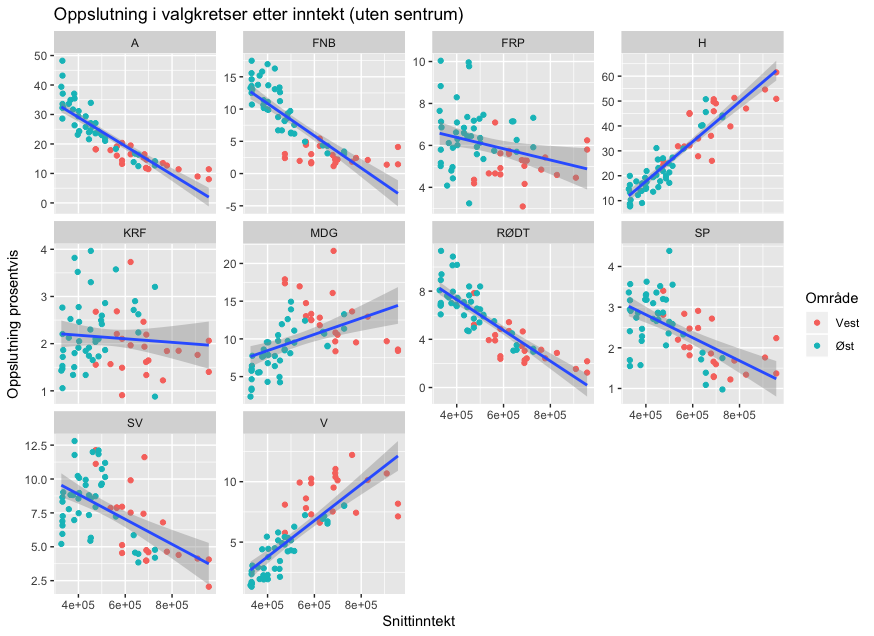 Oppslutning i valgkretser etter inntekt (uten sentrum)
A
FNB
FRP
H
50
40
30
20
10
0
15
10
5
0
-5
10
8
6
4
60
50
40
30
20
10
KRF
MDG
RØDT
SP
4
3
2
1
20
15
10
5
8
4
0
4
3
2
1
4e+05 6e+05 8e+05
4e+05 6e+05 8e+05
SV
V
12.5
10.0
7.5
5.0
2.5
10
5
4e+05 6e+05 8e+05
4e+05 6e+05 8e+05
Snittinntekt
Oppslutning prosentvis
Område
Vest
Øst